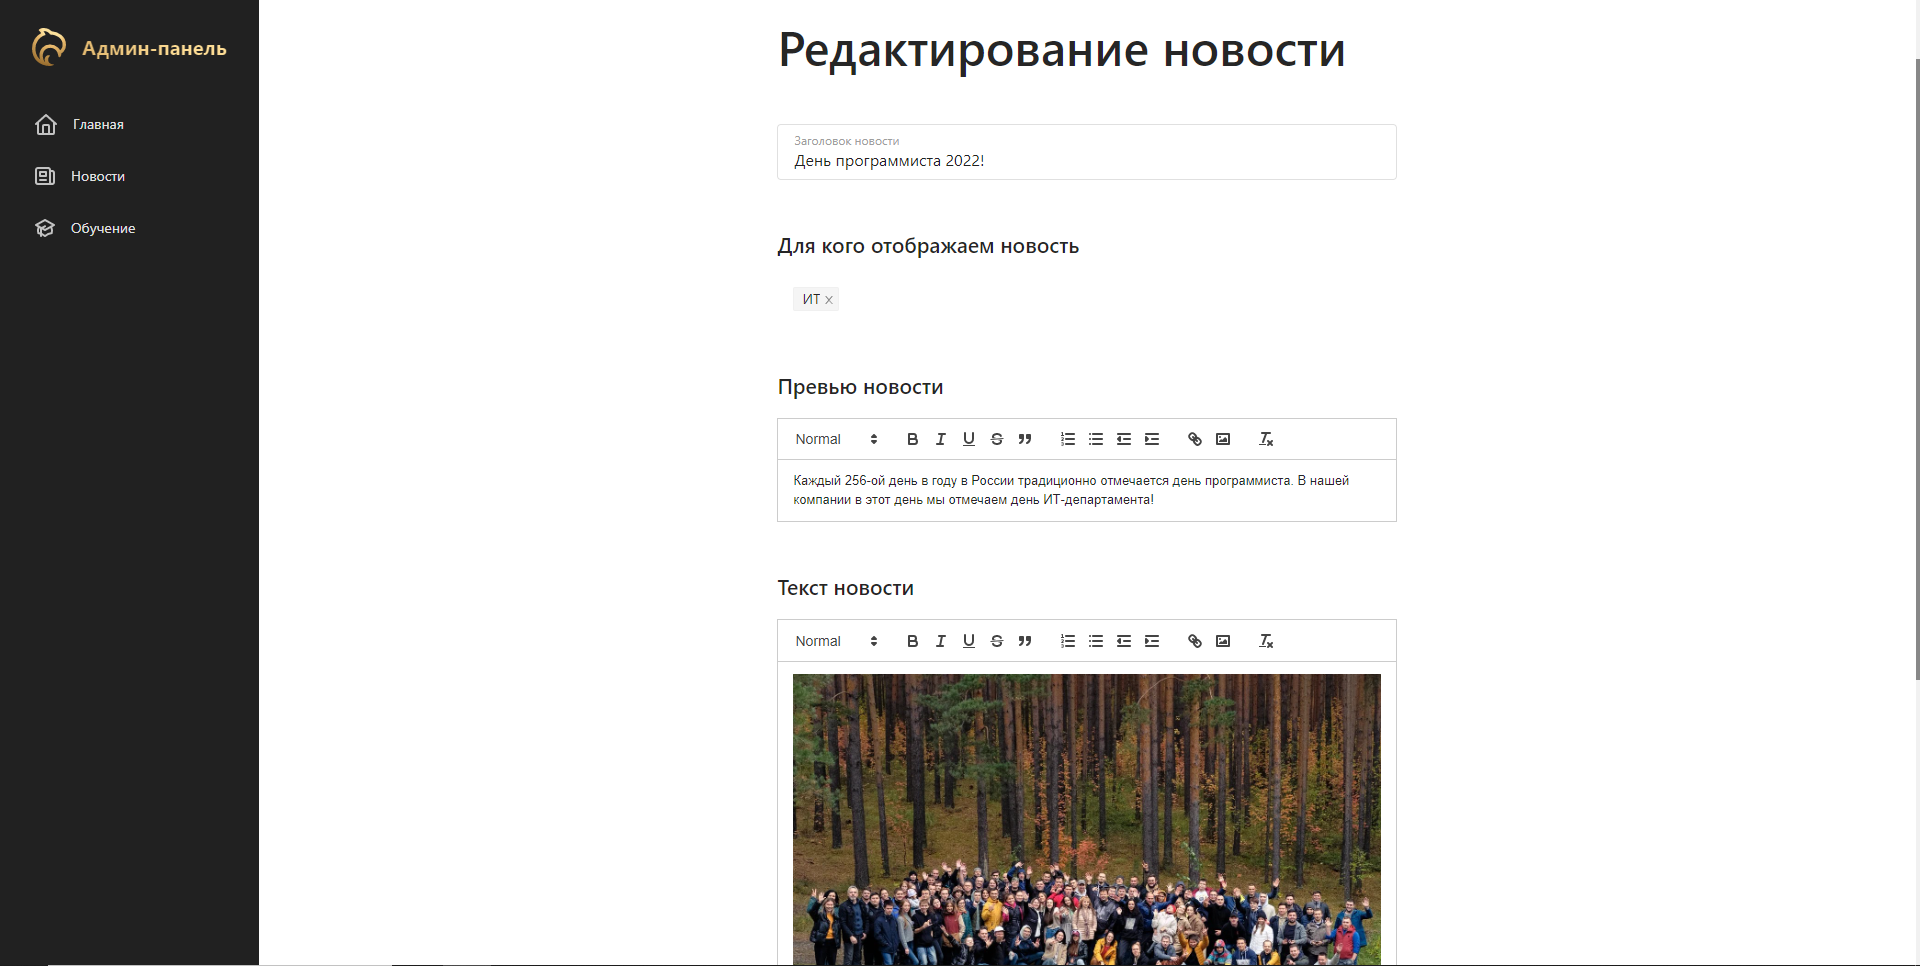 Админ-панель
Главная
Новости
Обучение
Редактирование новости
Заголовок новости
День программиста 2022!
Для кого отображаем новость
ИТ
Превью новости
Normal
Каждый 256-ой день в году в России традиционно отмечается день программиста. В нашей
компании в этот день мы отмечаем день ИТ-департамента!
Текст новости
Normal